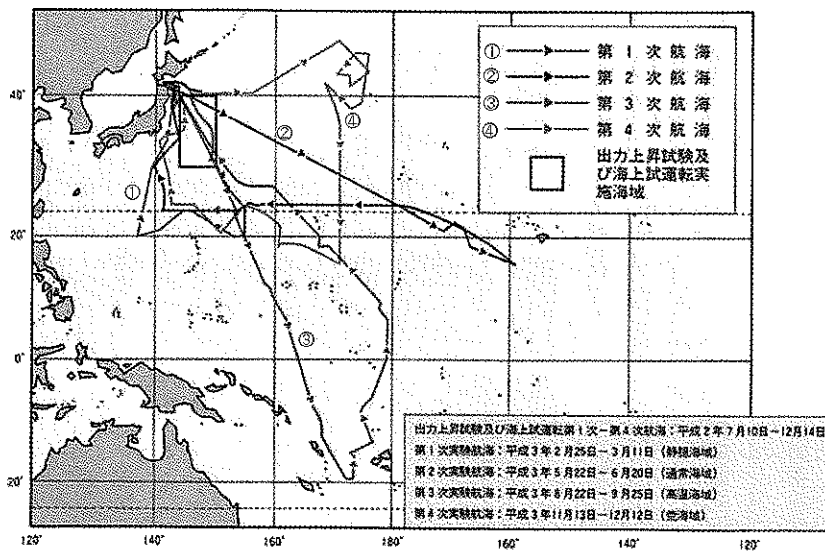 ① 第1次航海
② 第2次航海
③ 第3次航海
④ 第4次航海
出力上昇試験及
び海上試運転実
施海域
40°
20°
0°
20°
①
②
③
④
出力上昇試験及び海上試運転第1次－第4次航海：平成2年7月10日－12月14日
第1次実験航海：平成3年2月25日－3月11日（静穏海域）
第2次実験航海：平成3年5月22日－6月20日（通常海域）
第3次実験航海：平成3年8月22日－9月25日（高温海域）
第4次実験航海：平成3年11月13日－12月12日（荒海域）
120° 140° 160° 180° 160° 140° 120°